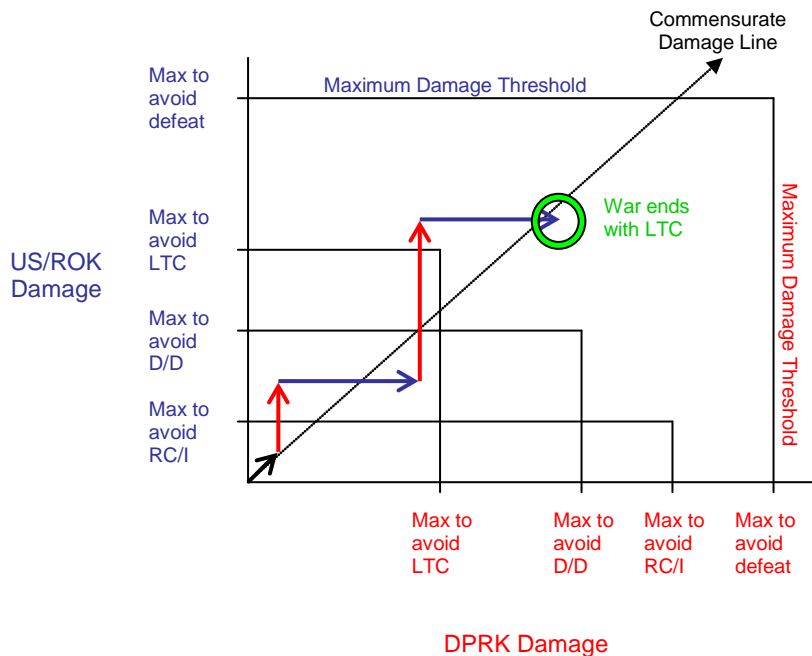 Commensurate
Damage Line
Max to
avoid
defeat
Maximum Damage Threshold
Max to
avoid
LTC
War ends
with LTC
US/ROK
Damage
Max to
avoid
D/D
Max to
avoid
RC/I
Maximum Damage Threshold
Max to
avoid
LTC
Max to
avoid
D/D
Max to
avoid
RC/I
Max to
avoid
defeat
DPRK Damage